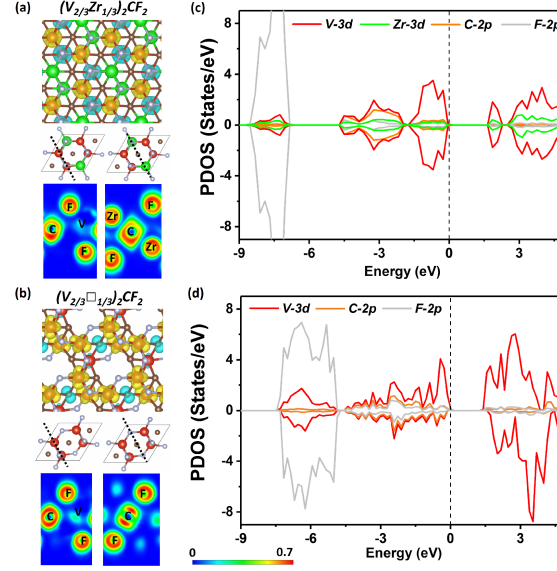 (a) (V2/3Zr1/3)2CF2
F
C
V
F
F
Zr
C
Zr
F
(b) (V2/3□1/3)2CF2
F
C
V
F
F
C
F
0 0.7
(c)
V-3d Zr-3d C-2p F-2p
PDOS (States/eV)
8
4
0
-4
-8
-9 -6 -3 0 3
Energy (eV)
(d)
V-3d C-2p F-2p
PDOS (States/eV)
8
4
0
-4
-8
-9 -6 -3 0 3
Energy (eV)